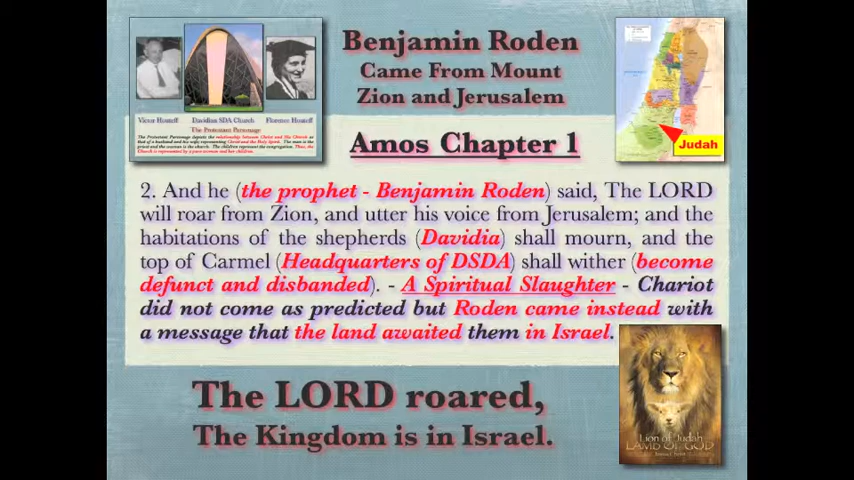 Benjamin Roden
Came From Mount
Zion and Jerusalem
Victor Houteff
Davidian SDA Church
Florence Houteff
The Protestant Parsonage
Amos Chapter 1
Judah
2. And he (the prophet - Benjamin Roden) said, The LORD
will roar from Zion, and utter his voice from Jerusalem; and the
habitations of the shepherds (Davidia) shall mourn, and the
top of Carmel (Headquarters of DSDA) shall wither (become
defunct and disbanded). - A Spiritual Slaughter - Chariot
did not come as predicted but Roden came instead with
a message that the land awaited them in Israel.
The LORD roared,
The Kingdom is in Israel.
Lion of Judah
LAMB OF GOD